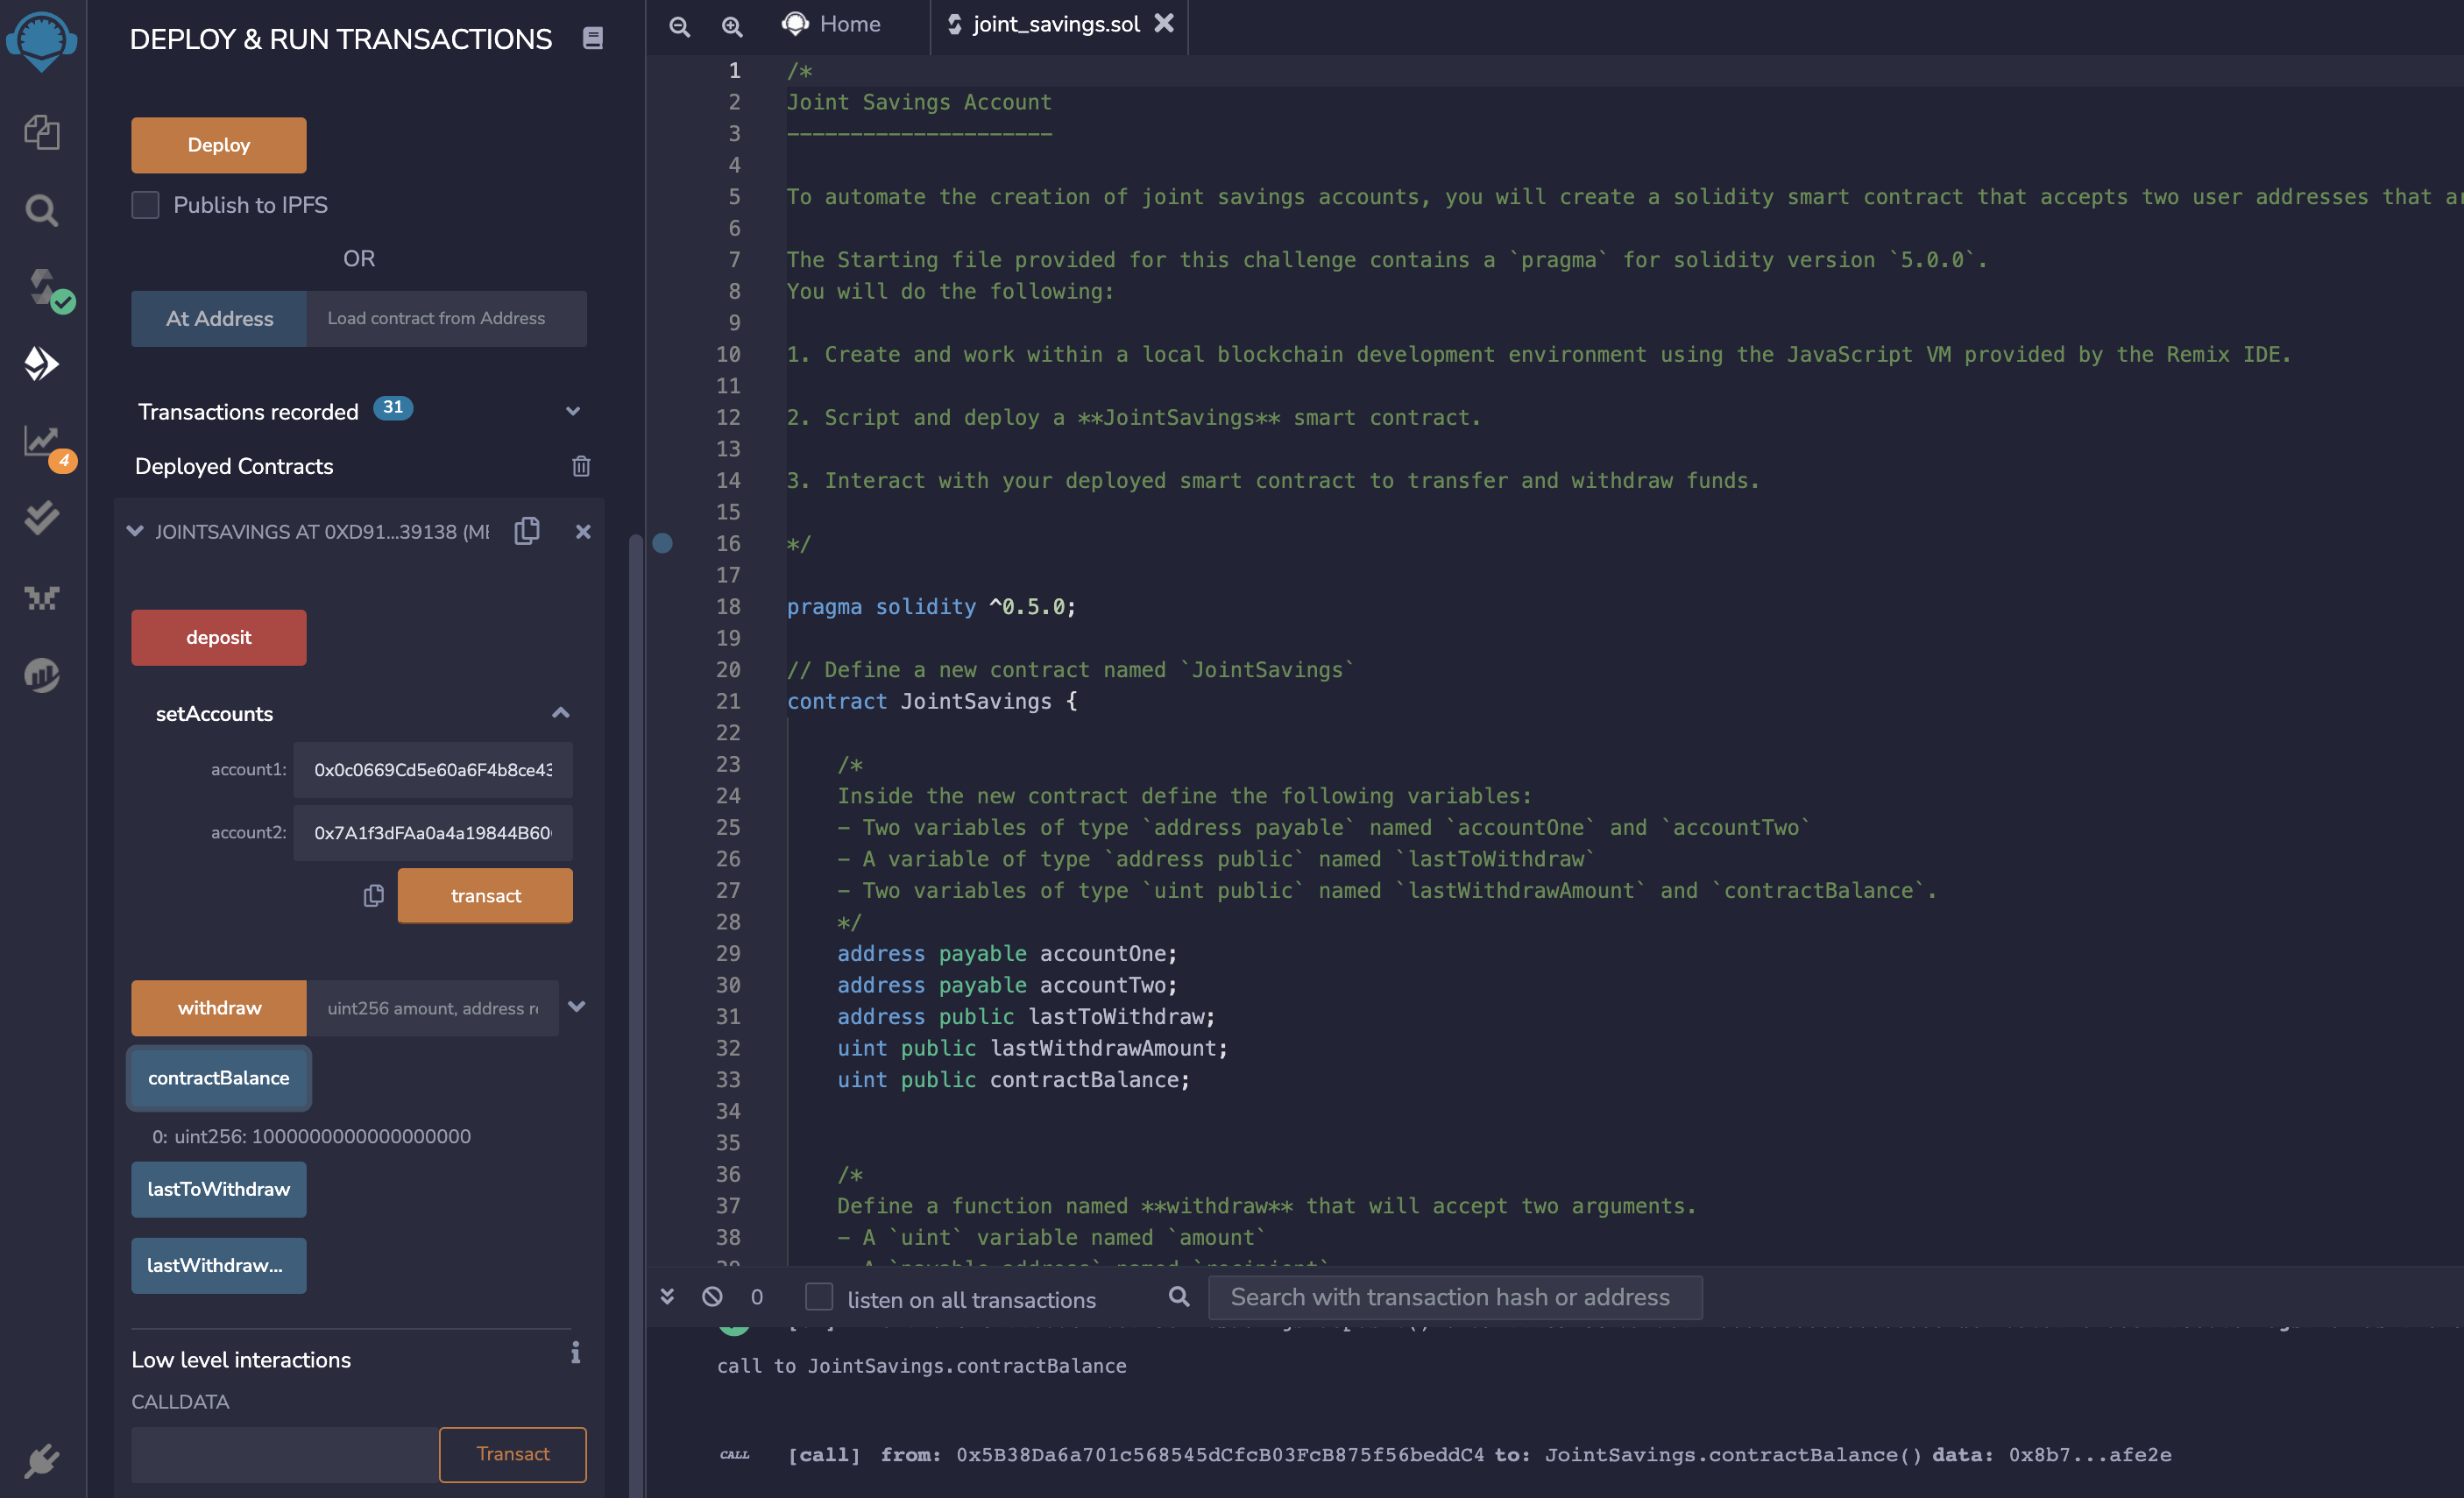 DEPLOY & RUN TRANSACTIONS
Deploy
Publish to IPFS
OR
At Address
Load contract from Address
Transactions recorded 31
Deployed Contracts
4
JOINTSAVINGS AT 0XD91...39138 (ME
deposit
setAccounts
account1: 0x0c0669Cd5e60a6F4b8ce43
account2: 0x7A1f3dFAa0a4a19844B60
transact
withdraw
uint256 amount, address re
contractBalance
0: uint256: 1000000000000000000
lastToWithdraw
lastWithdraw...
Low level interactions
i
CALLDATA
Transact
Home
joint_savings.sol
1 /*
2 Joint Savings Account
3 ---------------------
4
5 To automate the creation of joint savings accounts, you will create a solidity smart contract that accepts two user addresses that ar
6
7 The Starting file provided for this challenge contains a `pragma` for solidity version `5.0.0`.
8 You will do the following:
9
10 1. Create and work within a local blockchain development environment using the JavaScript VM provided by the Remix IDE.
11
12 2. Script and deploy a **JointSavings** smart contract.
13
14 3. Interact with your deployed smart contract to transfer and withdraw funds.
15
16 */
17
18 pragma solidity ^0.5.0;
19
20 // Define a new contract named `JointSavings`
21 contract JointSavings {
22
23 /*
24 Inside the new contract define the following variables:
25 - Two variables of type `address payable` named `accountOne` and `accountTwo`
26 - A variable of type `address public` named `lastToWithdraw`
27 - Two variables of type `uint public` named `lastWithdrawAmount` and `contractBalance`.
28 */
29 address payable accountOne;
30 address payable accountTwo;
31 address public lastToWithdraw;
32 uint public lastWithdrawAmount;
33 uint public contractBalance;
34
35
36 /*
37 Define a function named **withdraw** that will accept two arguments.
38 - A `uint` variable named `amount`
39 - A `payable address` named `recipient`
0
listen on all transactions
Search with transaction hash or address
call to JointSavings.contractBalance
CALL [call] from: 0x5B38Da6a701c568545dCfcB03FcB875f56beddC4 to: JointSavings.contractBalance() data: 0x8b7...afe2e